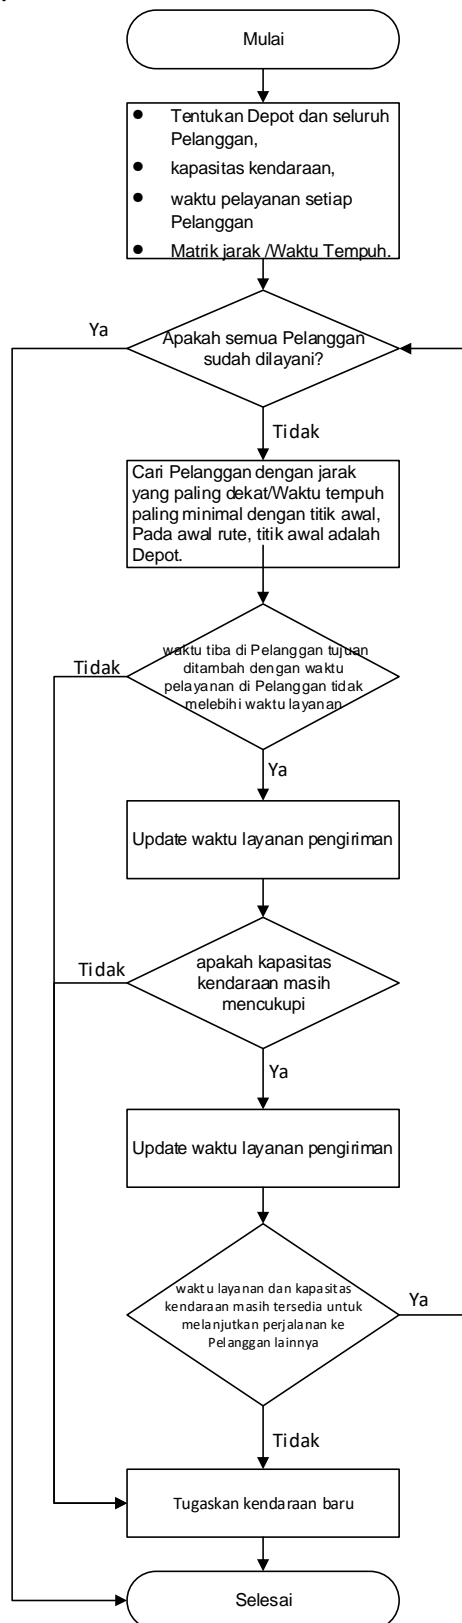 Mulai
• Tentukan Depot dan seluruh
Pelanggan,
• kapasitas kendaraan,
• waktu pelayanan setiap
Pelanggan
• Matrik jarak /Waktu Tempuh.
Ya
Apakah semua Pelanggan
sudah dilayani?
Tidak
Cari Pelanggan dengan jarak
yang paling dekat/Waktu tempuh
paling minimal dengan titik awal,
Pada awal rute, titik awal adalah
Depot.
Tidak
waktu tiba di Pelanggan tujuan
ditambah dengan waktu
pelayanan di Pelanggan tidak
melebihi waktu layanan
Ya
Update waktu layanan pengiriman
Tidak
apakah kapasitas
kendaraan masih
mencukupi
Ya
Update waktu layanan pengiriman
waktu layanan dan kapasitas
kendaraan masih tersedia untuk
melanjutkan perjalanan ke
Pelanggan lainnya
Ya
Tidak
Tugaskan kendaraan baru
Selesai